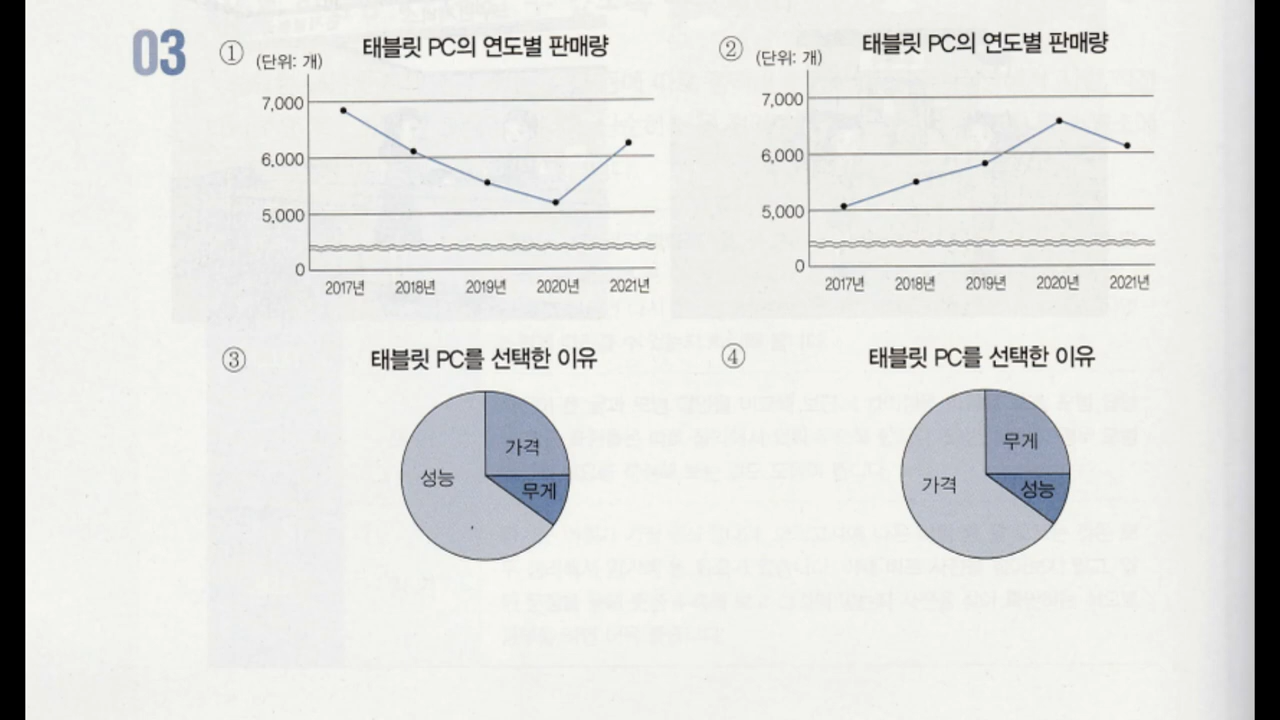 03
① 태블릿 PC의 연도별 판매량
(단위: 개)
7,000
6,000
5,000
0
2017년 2018년 2019년 2020년 2021년
② 태블릿 PC의 연도별 판매량
(단위: 개)
7,000
6,000
5,000
0
2017년 2018년 2019년 2020년 2021년
③ 태블릿 PC를 선택한 이유
가격
성능
무게
④ 태블릿 PC를 선택한 이유
무게
가격
성능